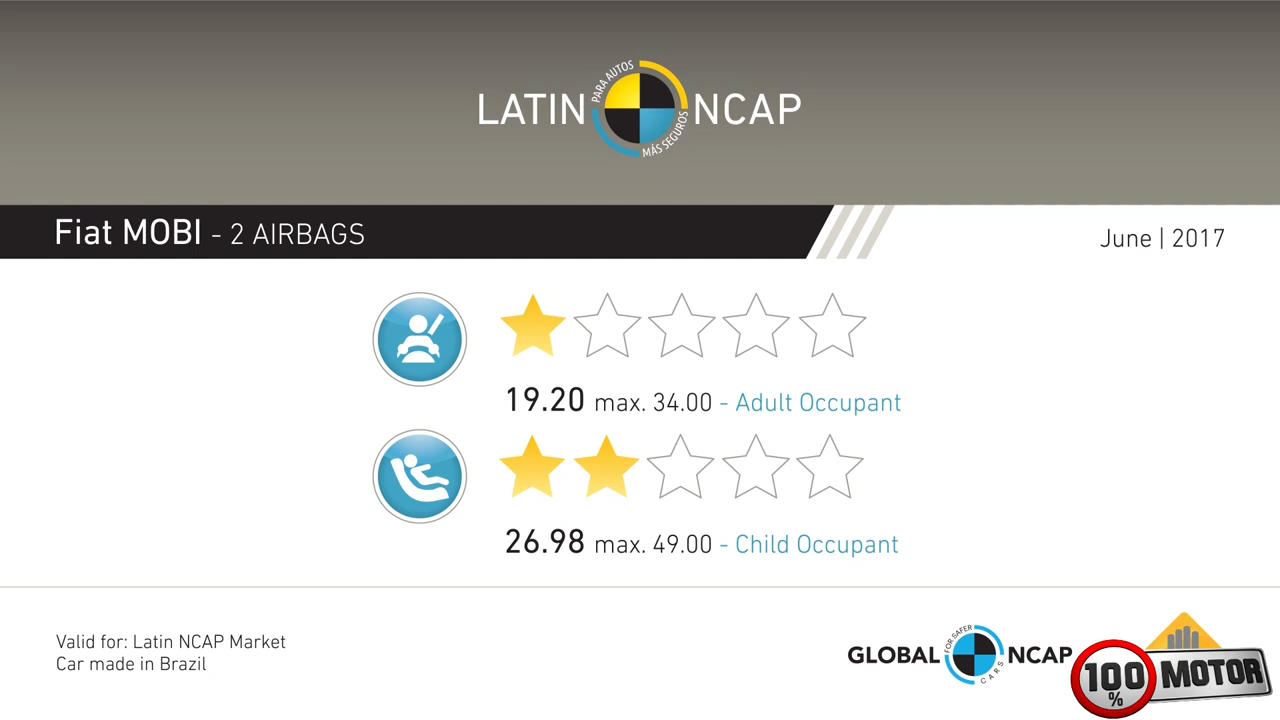 LATIN NCAP
PARA AUTOS
MÁS SEGUROS
Fiat MOBI - 2 AIRBAGS
June | 2017
19.20 max. 34.00 - Adult Occupant
26.98 max. 49.00 - Child Occupant
Valid for: Latin NCAP Market
Car made in Brazil
GLOBAL NCAP
FOR SAFER
CARS
100% MOTOR